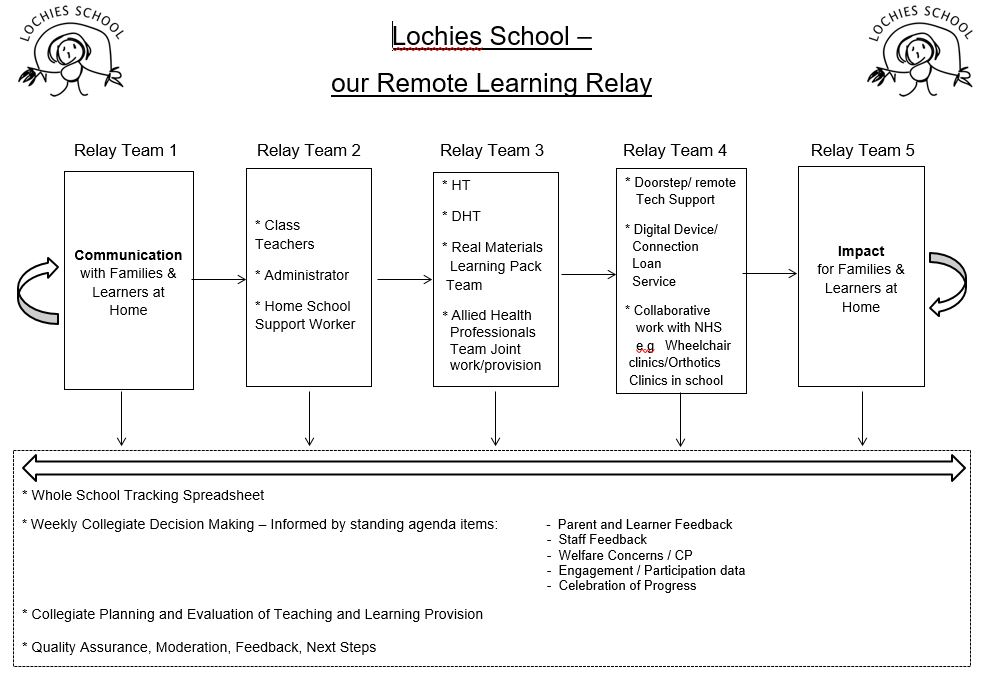 LOCHIES SCHOOL
LOCHIES SCHOOL
Lochies School –
our Remote Learning Relay
Relay Team 1
Communication
with Families &
Learners at
Home
Relay Team 2
* Class
Teachers
* Administrator
* Home School
Support Worker
Relay Team 3
* HT
* DHT
* Real Materials
Learning Pack
Team
* Allied Health
Professionals
Team Joint
work/provision
Relay Team 4
* Doorstep/ remote
Tech Support
* Digital Device/
Connection
Loan
Service
* Collaborative
work with NHS
e.g Wheelchair
clinics/Orthotics
Clinics in school
Relay Team 5
Impact
for Families &
Learners at
Home
* Whole School Tracking Spreadsheet
* Weekly Collegiate Decision Making – Informed by standing agenda items:
- Parent and Learner Feedback
- Staff Feedback
- Welfare Concerns / CP
- Engagement / Participation data
- Celebration of Progress
* Collegiate Planning and Evaluation of Teaching and Learning Provision
* Quality Assurance, Moderation, Feedback, Next Steps